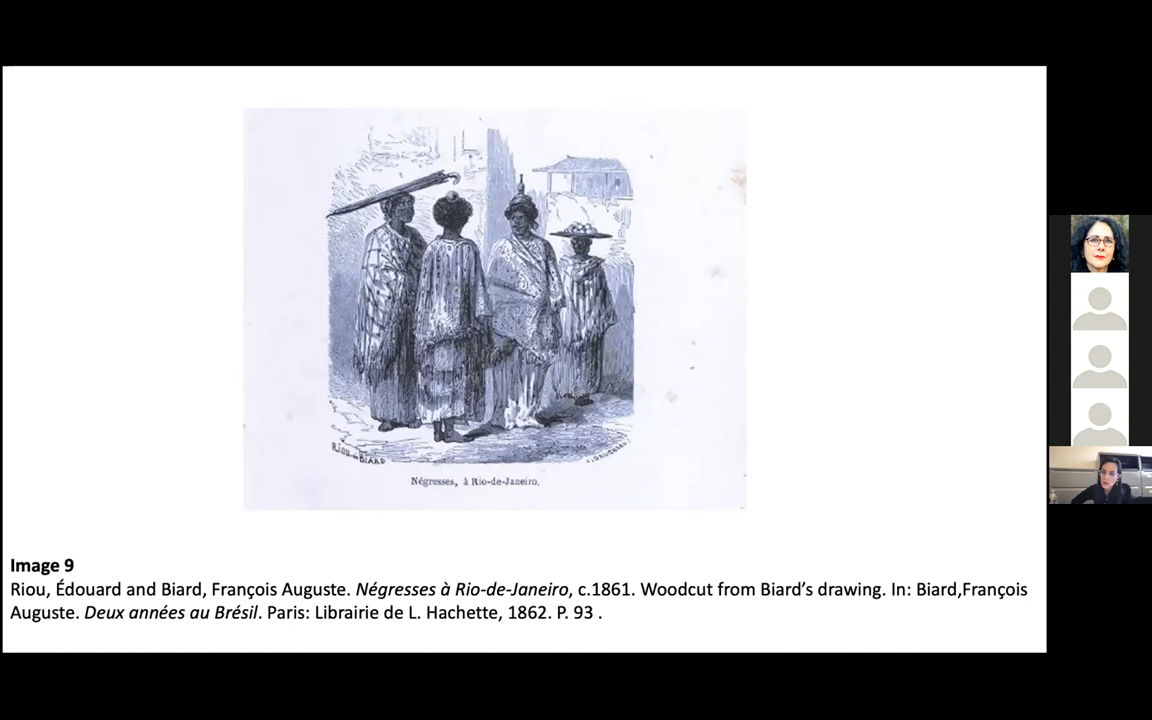 RIOU BIARD
Négresses, à Rio-de-Janeiro.
Image 9
Riou, Édouard and Biard, François Auguste. Négresses à Rio-de-Janeiro, c.1861. Woodcut from Biard’s drawing. In: Biard,François
Auguste. Deux années au Brésil. Paris: Librairie de L. Hachette, 1862. P. 93 .